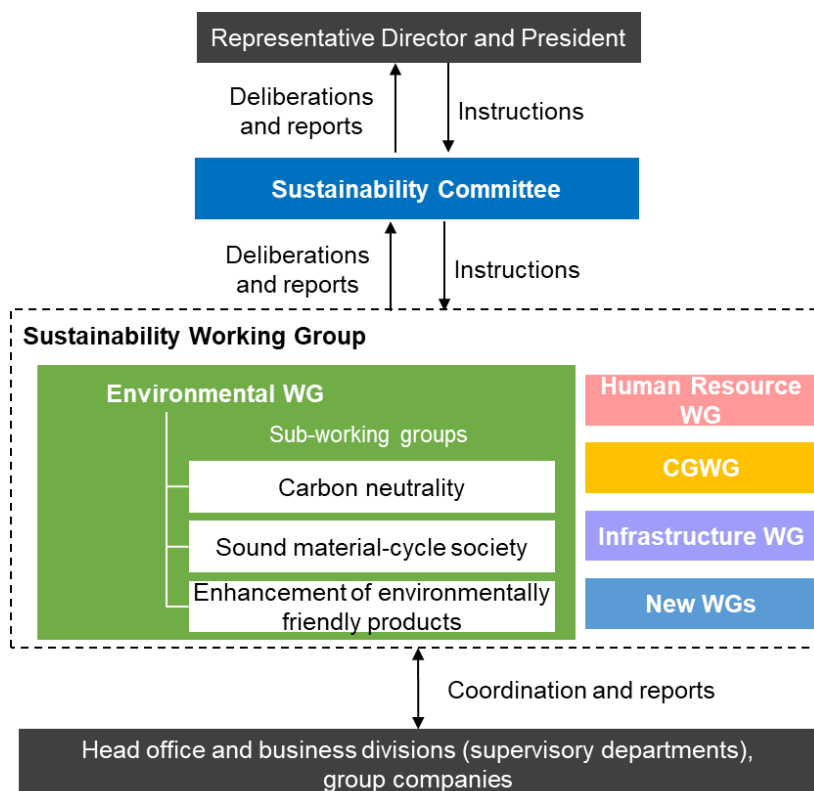 Representative Director and President
Deliberations
and reports
Instructions
Sustainability Committee
Deliberations
and reports
Instructions
Sustainability Working Group
Environmental WG
Sub-working groups
Carbon neutrality
Sound material-cycle society
Enhancement of environmentally
friendly products
Human Resource
WG
CGWG
Infrastructure WG
New WGs
Coordination and reports
Head office and business divisions (supervisory departments),
group companies